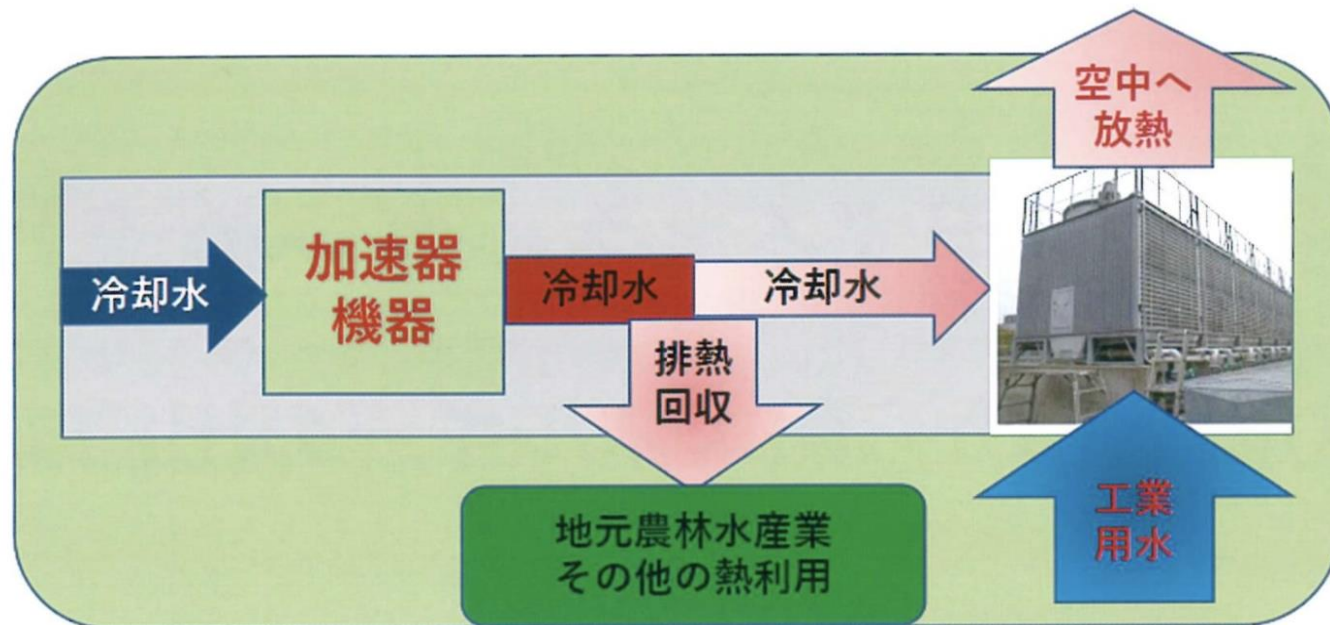 空中へ
放熱
冷却水
加速器
機器
冷却水
冷却水
排熱
回収
地元農林水産業
その他の熱利用
工業
用水